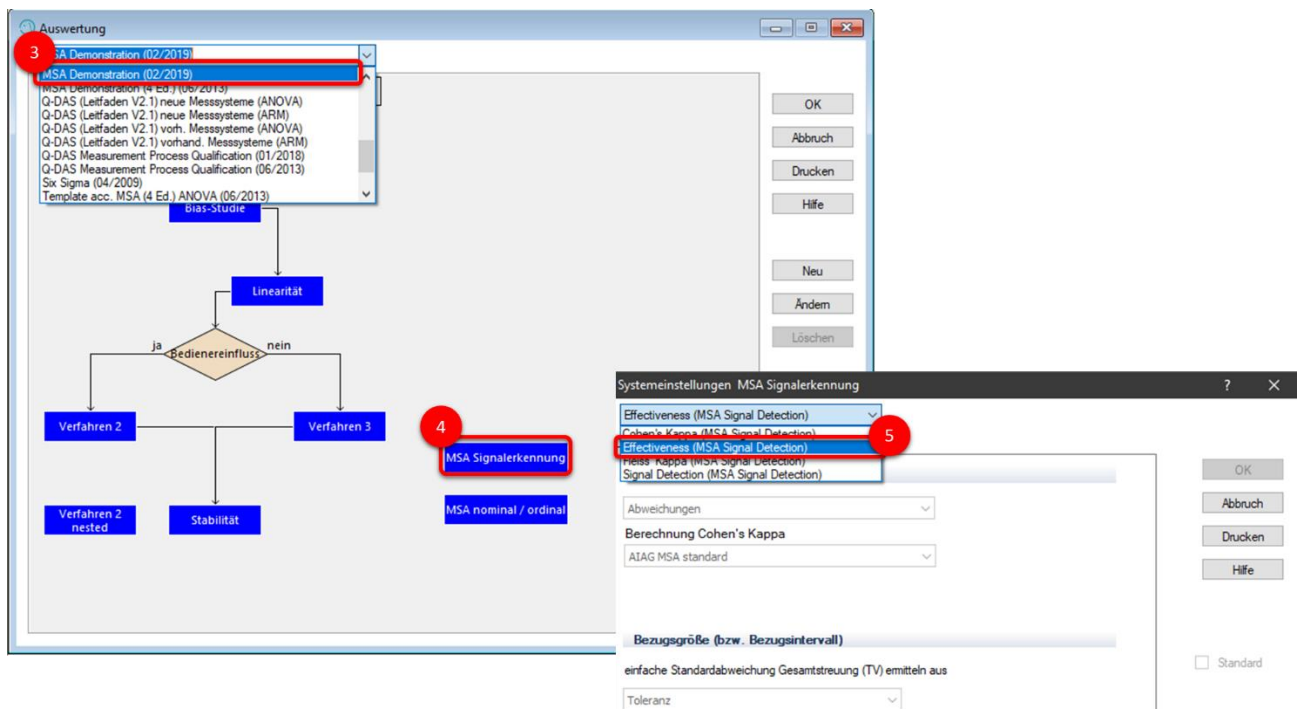 Auswertung
3
MSA Demonstration (02/2019)
MSA Demonstration (02/2019)
MSA Demonstration (4 Ed.) (06/2013)
Q-DAS (Leitfaden V2.1) neue Messsysteme (ANOVA)
Q-DAS (Leitfaden V2.1) neue Messsysteme (ARM)
Q-DAS (Leitfaden V2.1) vorh. Messsysteme (ANOVA)
Q-DAS (Leitfaden V2.1) vorhand. Messsysteme (ARM)
Q-DAS Measurement Process Qualification (01/2018)
Q-DAS Measurement Process Qualification (06/2013)
Six Sigma (04/2009)
Template acc. MSA (4 Ed.) ANOVA (06/2013)
OK
Abbruch
Drucken
Hilfe
Neu
Ändern
Löschen
Bias-Studie
Linearität
ja
Bedienereinfluss
nein
Verfahren 2
Verfahren 3
4
MSA Signalerkennung
Verfahren 2
nested
Stabilität
MSA nominal / ordinal
Systemeinstellungen MSA Signalerkennung
?
Effectiveness (MSA Signal Detection)
Cohen's Kappa (MSA Signal Detection)
5
Effectiveness (MSA Signal Detection)
Fleiss' Kappa (MSA Signal Detection)
Signal Detection (MSA Signal Detection)
Abweichungen
Berechnung Cohen's Kappa
AIAG MSA standard
OK
Abbruch
Drucken
Hilfe
Bezugsgröße (bzw. Bezugsintervall)
einfache Standardabweichung Gesamtstreuung (TV) ermitteln aus
Toleranz
Standard